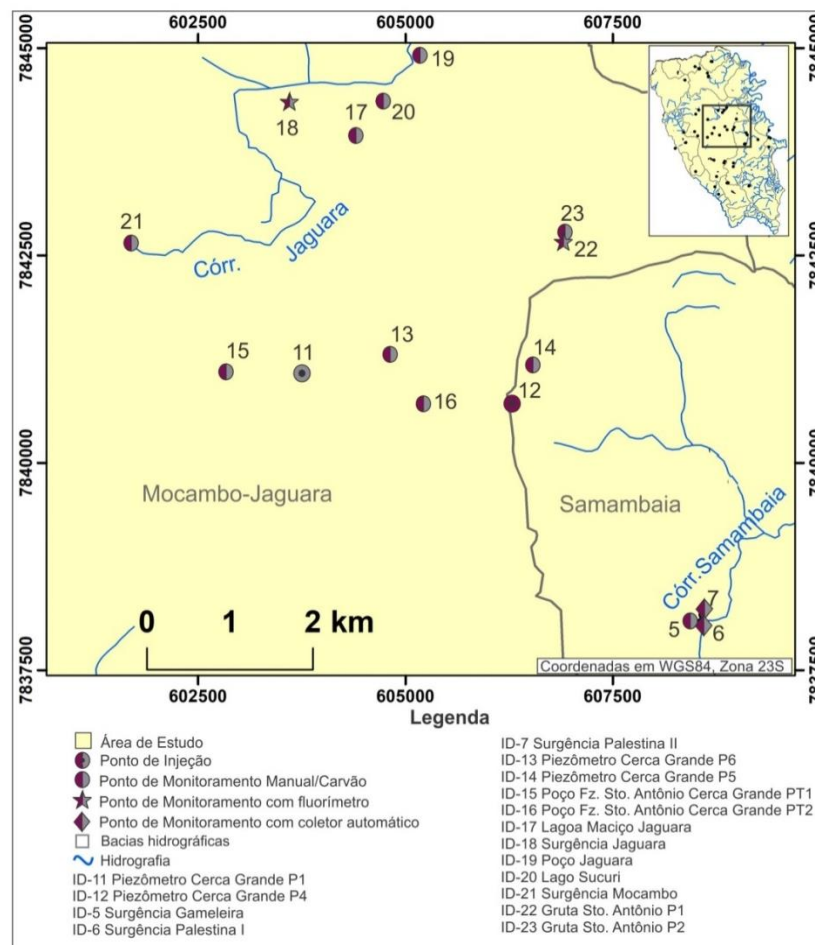 602500
605000
607500
7845000
7845000
19
18
17
20
21
Córr. Jaguara
23
22
7842500
7842500
15
11
13
14
16
12
7840000
7840000
Mocambo-Jaguara
Samambaia
Córr.Samambaia
0 1 2 km
5
7
6
7837500
7837500
Coordenadas em WGS84, Zona 23S
602500
605000
607500
Legenda
Área de Estudo
Ponto de Injeção
Ponto de Monitoramento Manual/Carvão
Ponto de Monitoramento com fluorímetro
Ponto de Monitoramento com coletor automático
Bacias hidrográficas
Hidrografia
ID-11 Piezômetro Cerca Grande P1
ID-12 Piezômetro Cerca Grande P4
ID-5 Surgência Gameleira
ID-6 Surgência Palestina I
ID-7 Surgência Palestina II
ID-13 Piezômetro Cerca Grande P6
ID-14 Piezômetro Cerca Grande P5
ID-15 Poço Fz. Sto. Antônio Cerca Grande PT1
ID-16 Poço Fz. Sto. Antônio Cerca Grande PT2
ID-17 Lagoa Maciço Jaguara
ID-18 Surgência Jaguara
ID-19 Poço Jaguara
ID-20 Lago Sucuri
ID-21 Surgência Mocambo
ID-22 Gruta Sto. Antônio P1
ID-23 Gruta Sto. Antônio P2